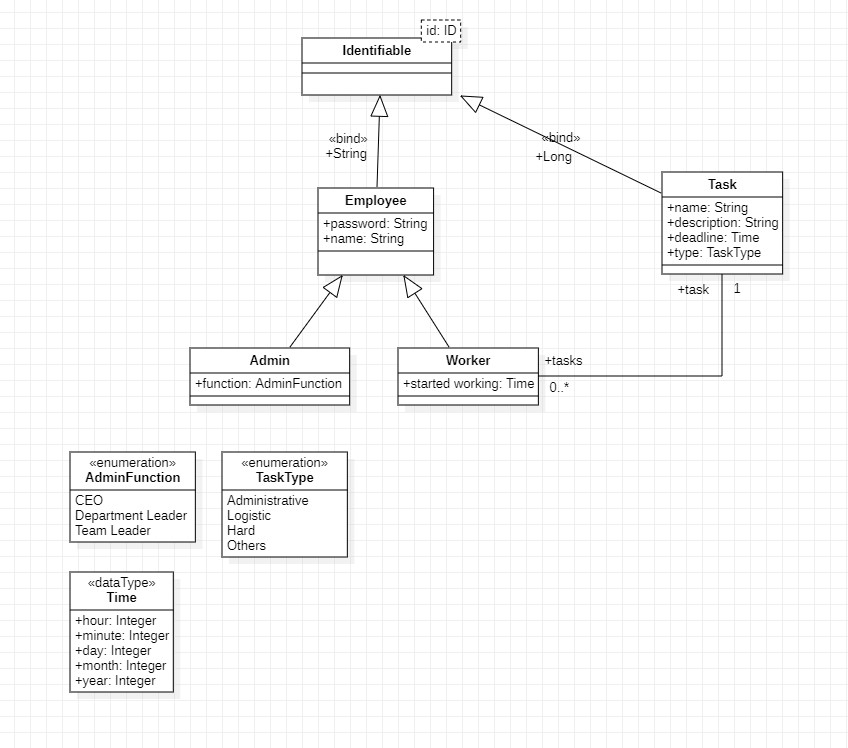 id: ID
Identifiable
«bind»
+String
«bind»
+Long
Employee
+password: String
+name: String
Task
+name: String
+description: String
+deadline: Time
+type: TaskType
+task
1
Admin
+function: AdminFunction
Worker
+started working: Time
+tasks
0..*
«enumeration»
AdminFunction
CEO
Department Leader
Team Leader
«enumeration»
TaskType
Administrative
Logistic
Hard
Others
«dataType»
Time
+hour: Integer
+minute: Integer
+day: Integer
+month: Integer
+year: Integer